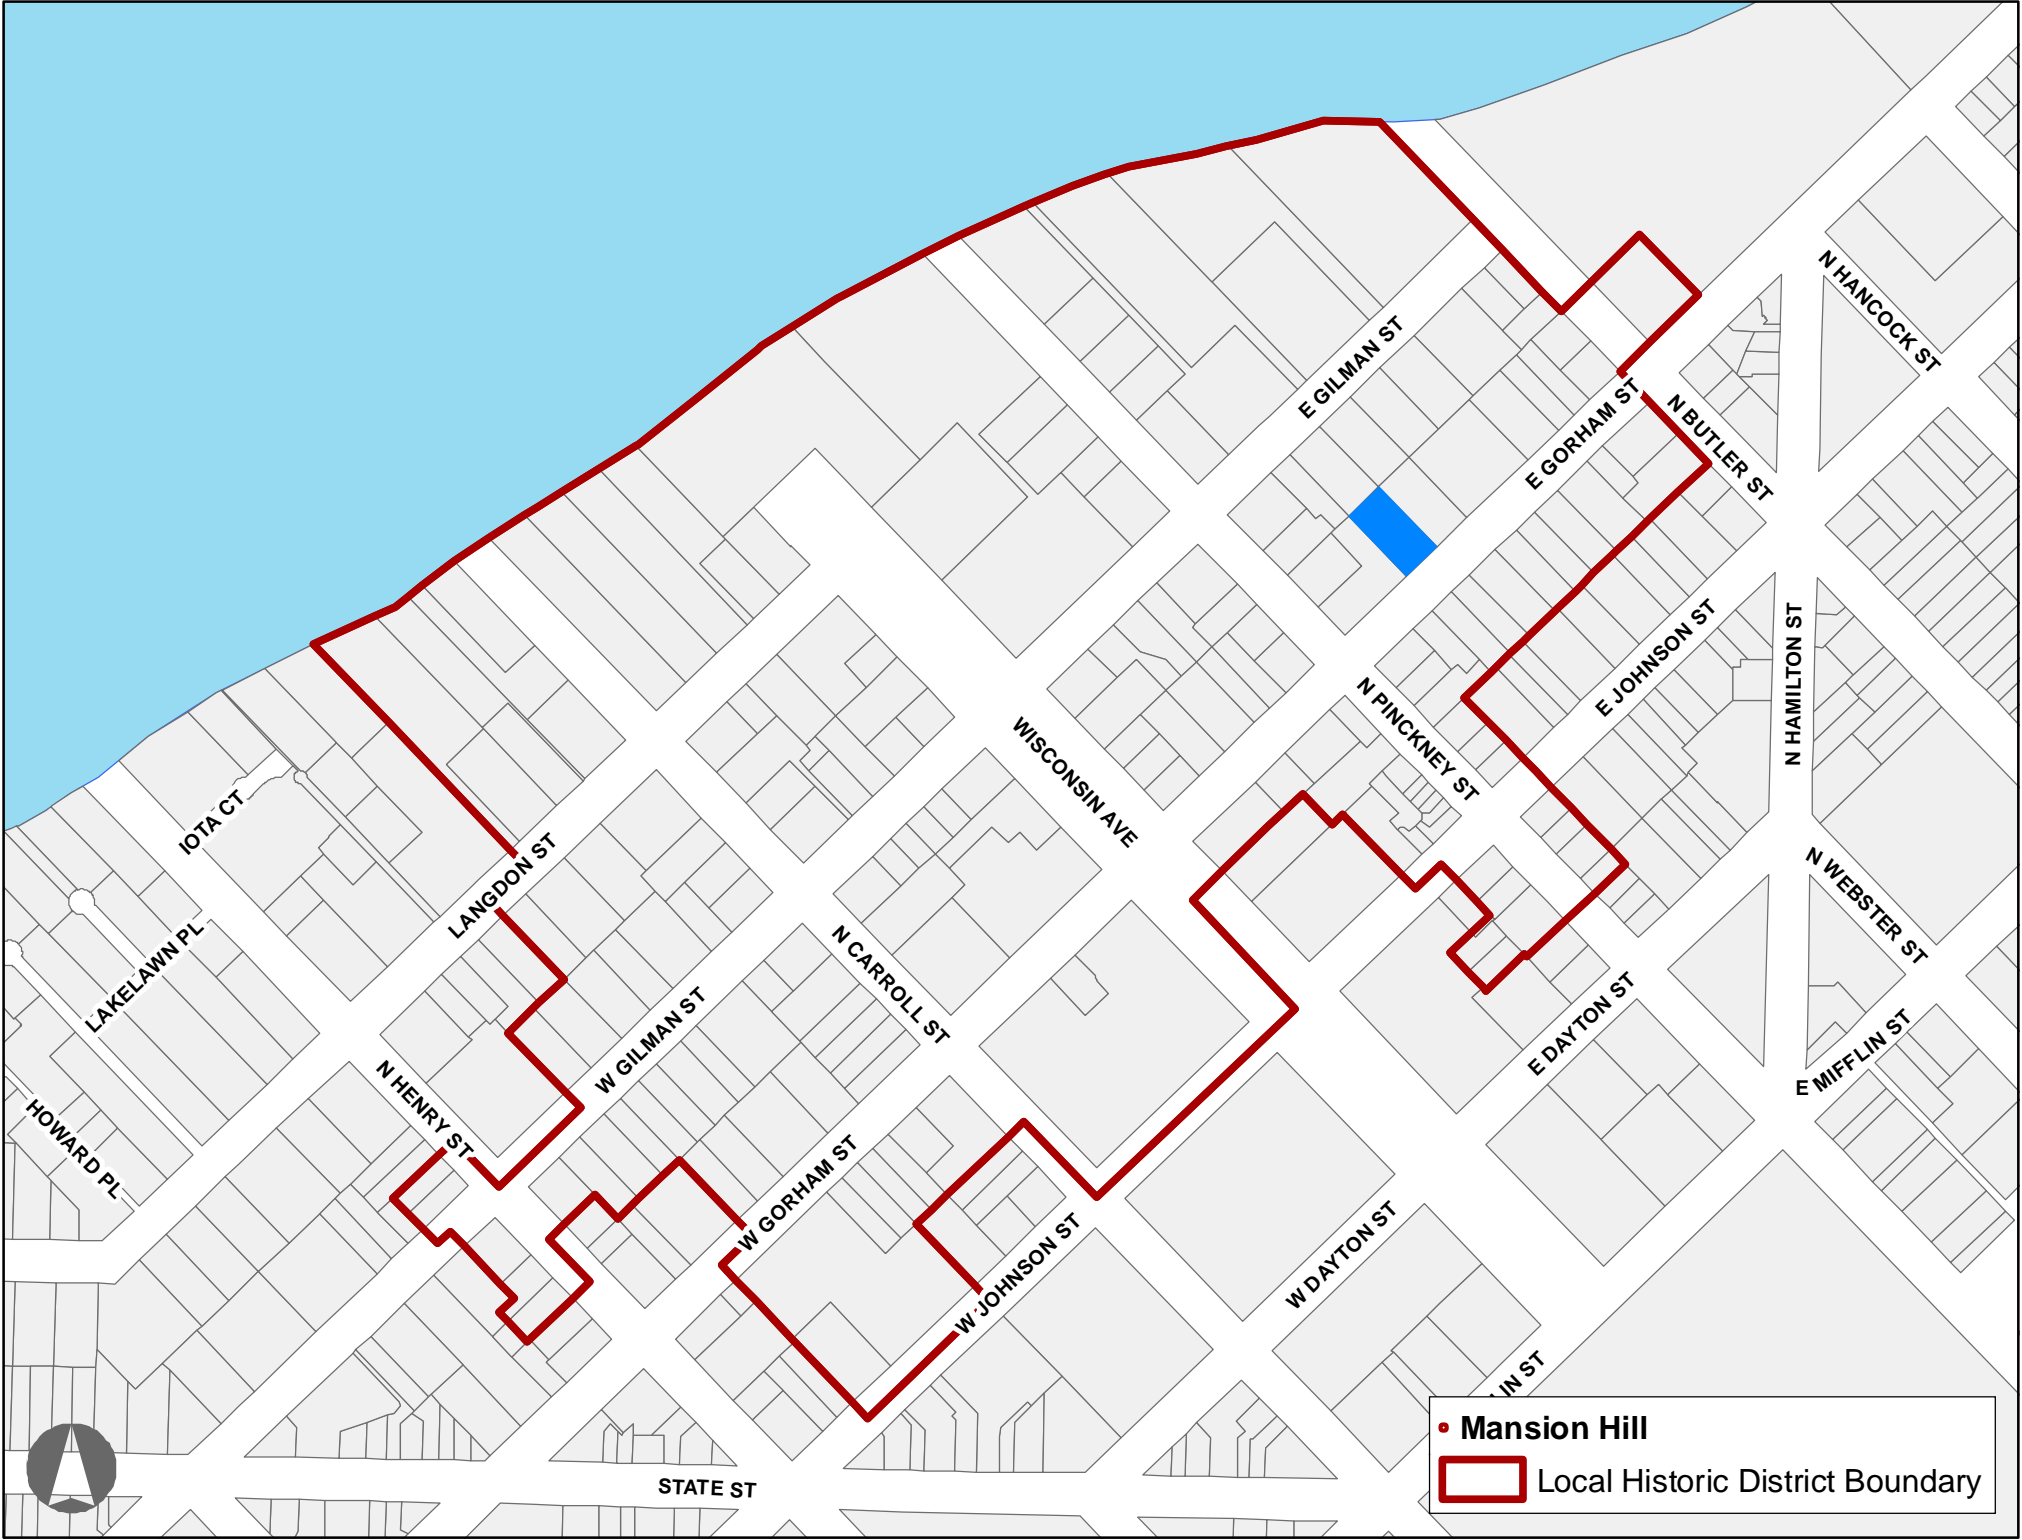 N HANCOCK ST
E GILMAN ST
E GORHAM ST
N BUTLER ST
E JOHNSON ST
N HAMILTON ST
N PINCKNEY ST
WISCONSIN AVE
IOTA CT
LANGDON ST
N WEBSTER ST
LAKELAWN PL
N CARROLL ST
W GILMAN ST
E DAYTON ST
E MIFFLIN ST
N HENRY ST
HOWARD PL
W GORHAM ST
W JOHNSON ST
W DAYTON ST
LIN ST
STATE ST
Mansion Hill
Local Historic District Boundary